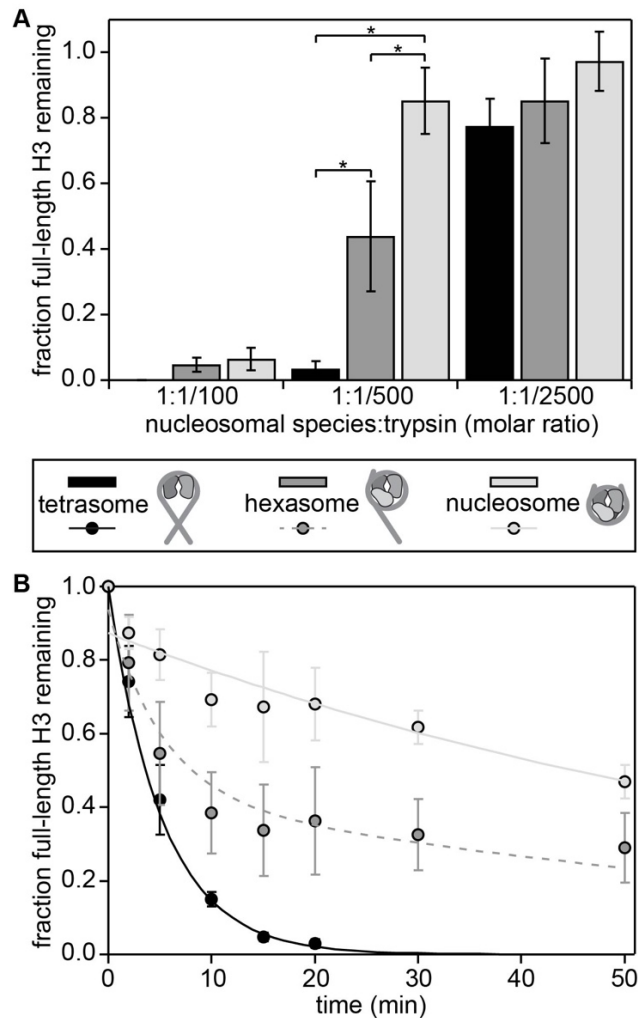 A
fraction full-length H3 remaining
1.0
0.8
0.6
0.4
0.2
0.0
* * *
1:1/100 1:1/500 1:1/2500
nucleosomal species:trypsin (molar ratio)
tetrasome hexasome nucleosome
B
fraction full-length H3 remaining
1.0
0.8
0.6
0.4
0.2
0.0
0 10 20 30 40 50
time (min)